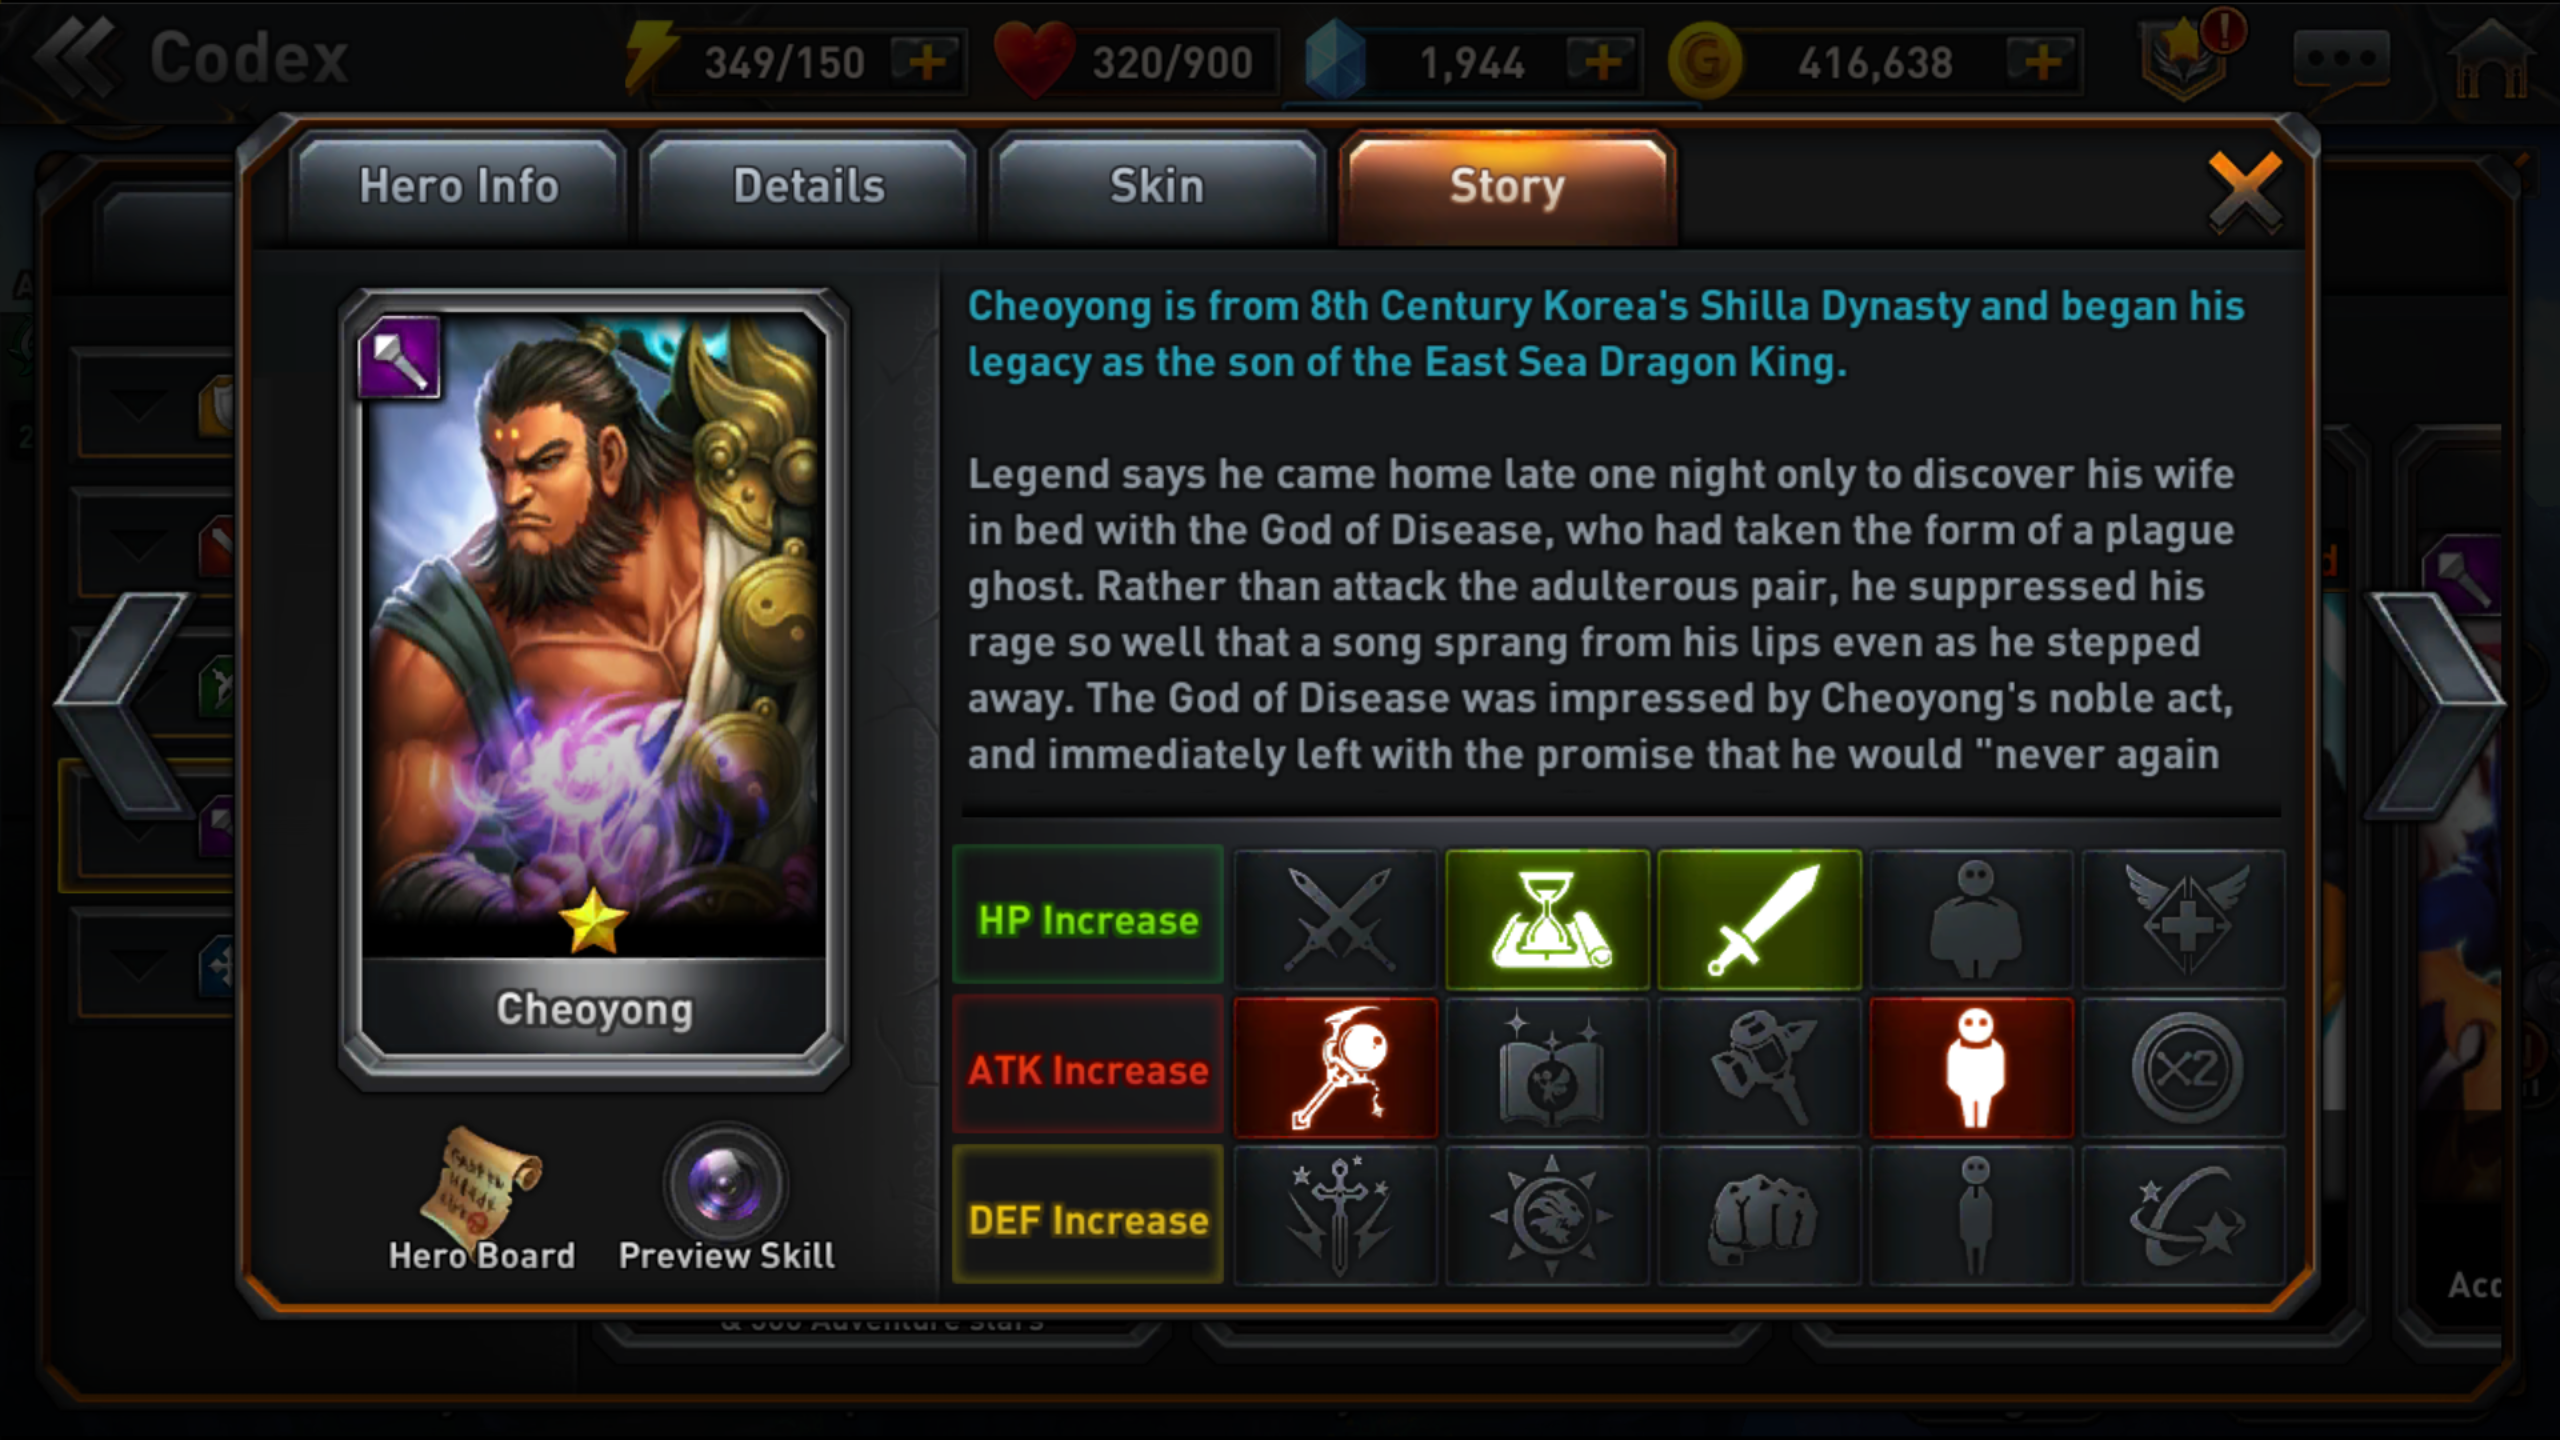 Codex
349/150
320/900
1,944
416,638
Hero Info
Details
Skin
Story
Cheoyong is from 8th Century Korea's Shilla Dynasty and began his
legacy as the son of the East Sea Dragon King.
Legend says he came home late one night only to discover his wife
in bed with the God of Disease, who had taken the form of a plague
ghost. Rather than attack the adulterous pair, he suppressed his
rage so well that a song sprang from his lips even as he stepped
away. The God of Disease was impressed by Cheoyong's noble act,
and immediately left with the promise that he would "never again
Cheoyong
Hero Board
Preview Skill
HP Increase
ATK Increase
X2
DEF Increase